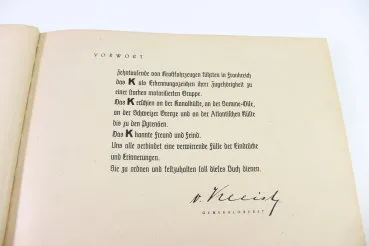 VORWORT
Zehntausende von Kraftfahrzeugen führten in Frankreich
das K als Erkennungszeichen ihrer Zugehörigkeit zu
einer starken motorisierten Gruppe.
Das K erschien an der Kanalküste, an der Somme-Oise,
an der Schweizer Grenze und an der Atlantischen Küste
bis zu den Pyrenäen.
Das K kannte Freund und Feind.
Uns alle verbindet eine verwirrende Fülle der Eindrücke
und Erinnerungen.
Sie zu ordnen und festzuhalten soll dieses Buch dienen.
v. Kleist
GENERALOBERST